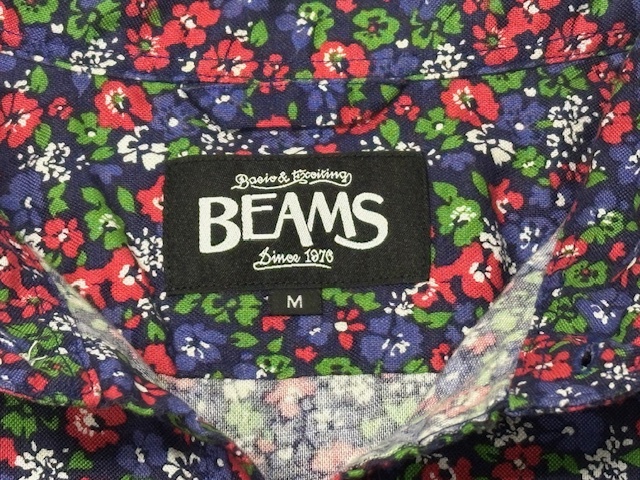 Basic & Exciting
BEAMS
Since 1976
M